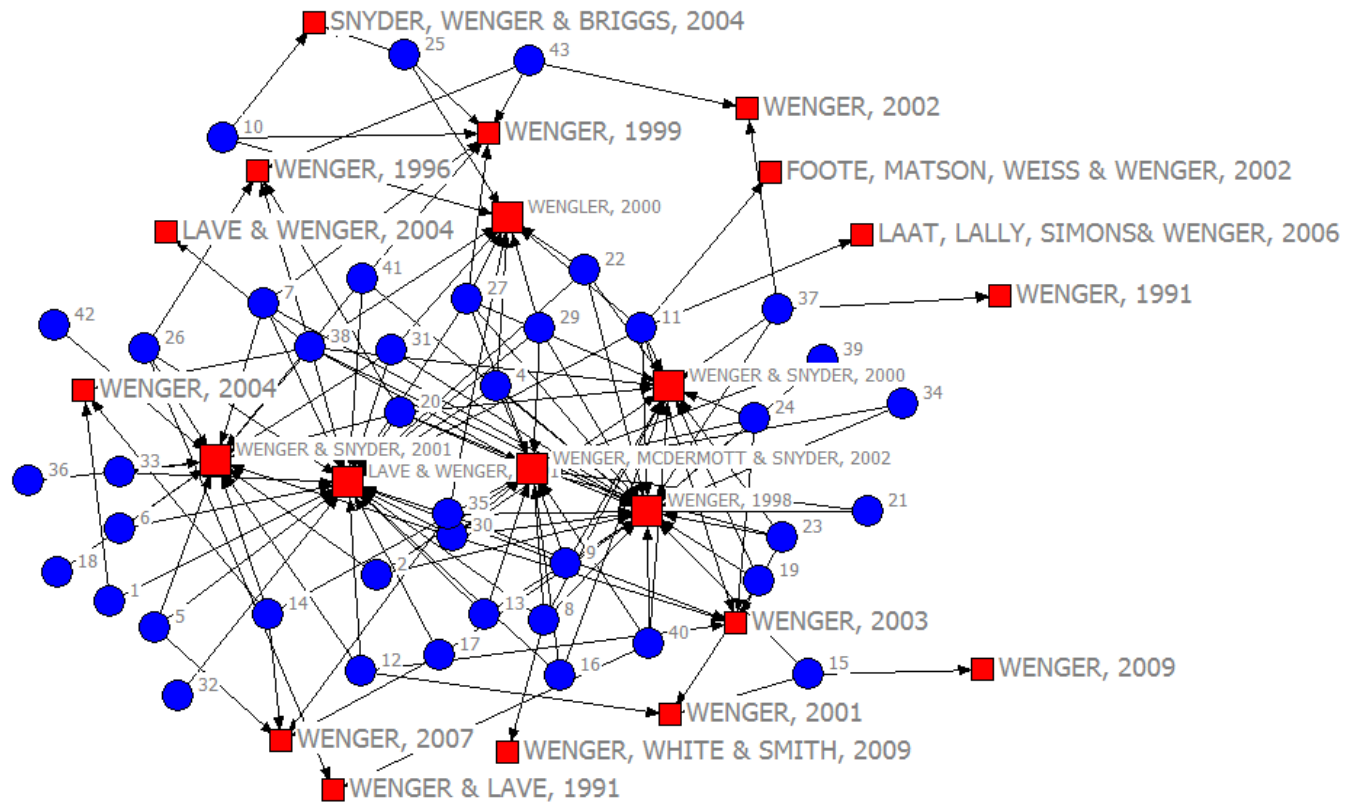 SNYDER, WENGER & BRIGGS, 2004
25
43
WENGER, 2002
10
WENGER, 1999
WENGER, 1996
FOOTE, MATSON, WEISS & WENGER, 2002
WENGLER, 2000
LAVE & WENGER, 2004
LAAT, LALLY, SIMONS& WENGER, 2006
22
41
7
27
WENGER, 1991
37
42
29
11
26
38
31
39
4
WENGER & SNYDER, 2000
WENGER, 2004
34
20
24
WENGER & SNYDER, 2001
WENGER, MCDERMOTT & SNYDER, 2002
33
36
LAVE & WENGER,
WENGER, 1998
35
21
6
30
23
9
18
2
19
1
14
13
8
5
WENGER, 2003
40
17
12
16
15
WENGER, 2009
32
WENGER, 2001
WENGER, 2007
WENGER, WHITE & SMITH, 2009
WENGER & LAVE, 1991